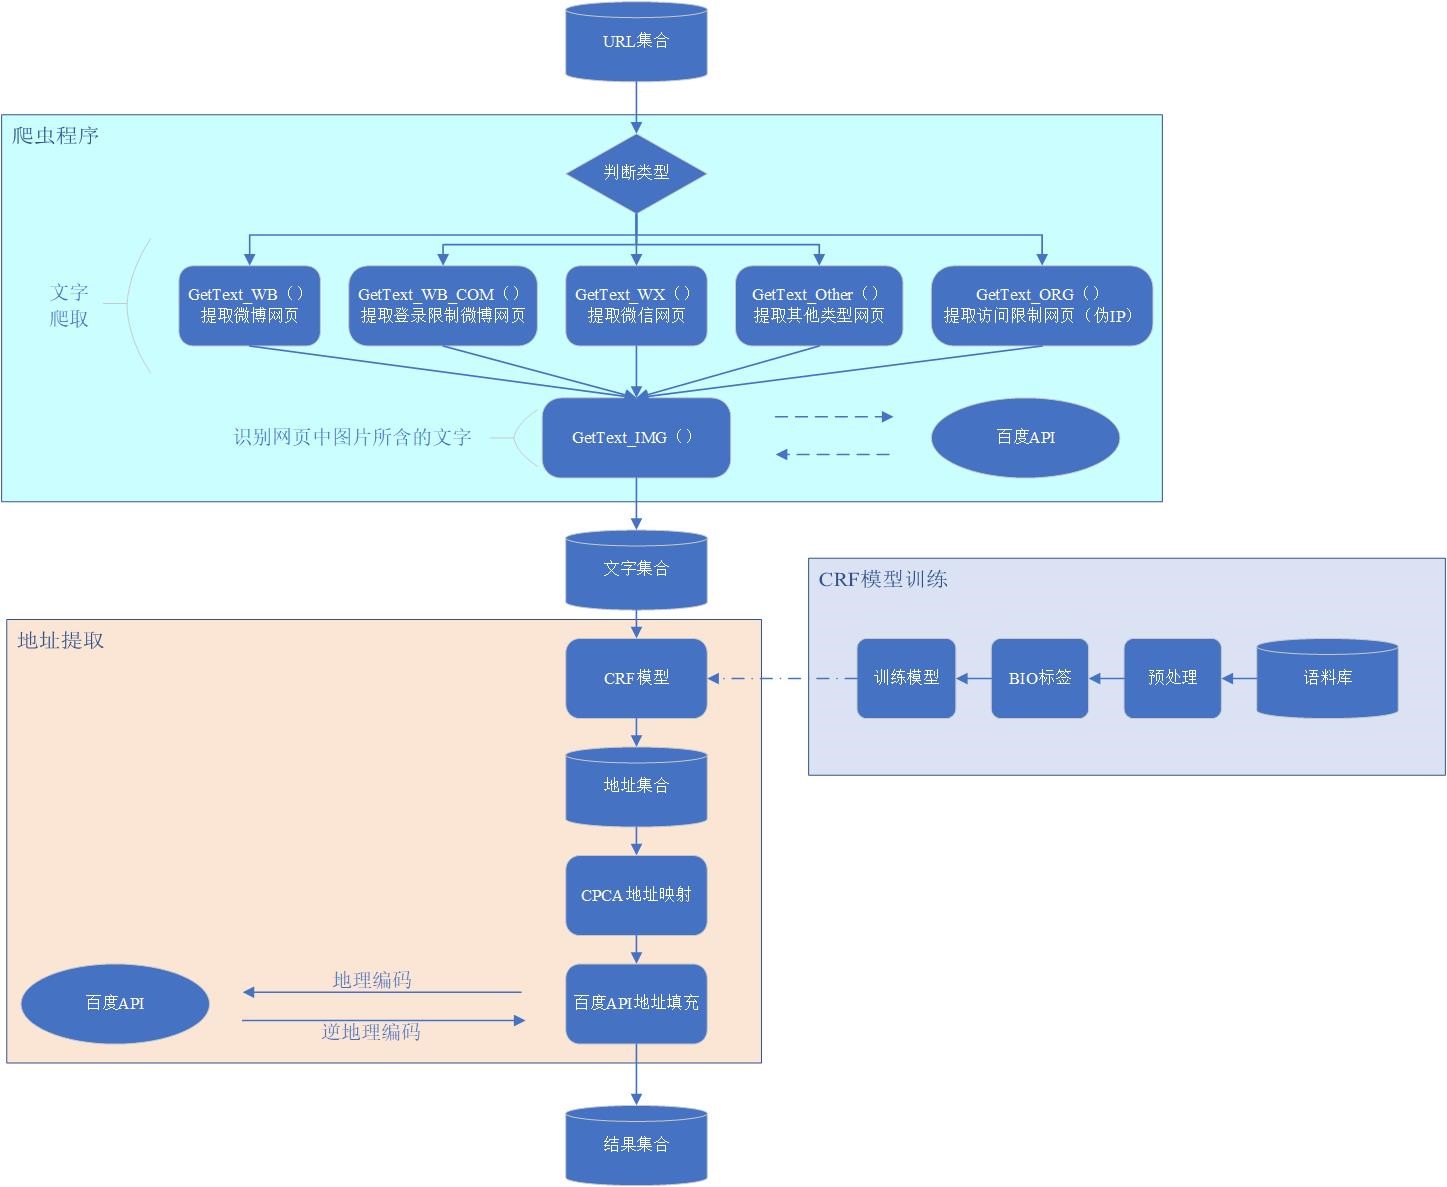 URL集合
爬虫程序
判断类型
文字
爬取
GetText_WB（）
提取微博网页
GetText_WB_COM（）
提取登录限制微博网页
GetText_WX（）
提取微信网页
GetText_Other（）
提取其他类型网页
GetText_ORG（）
提取访问限制网页（伪IP）
识别网页中图片所含的文字
GetText_IMG（）
百度API
文字集合
CRF模型训练
地址提取
CRF模型
训练模型
BIO标签
预处理
语料库
地址集合
CPCA地址映射
百度API
地理编码
逆地理编码
百度API地址填充
结果集合